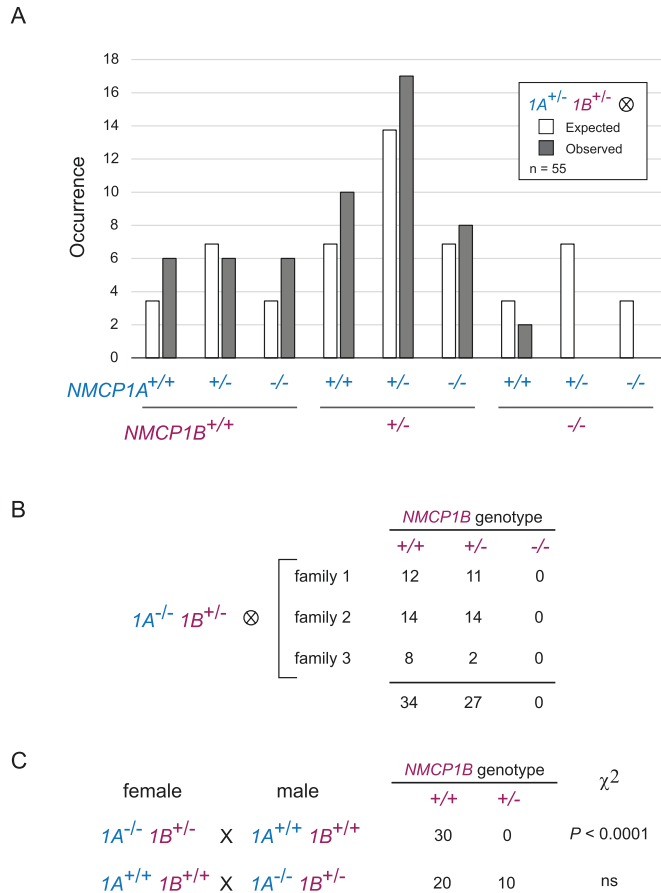 A
18
16
14
12
10
8
6
4
2
0
Occurrence
1A+/- 1B+/- ⊗
Expected
Observed
n = 55
NMCP1A +/+ +/- -/- +/+ +/- -/- +/+ +/- -/-
NMCP1B+/+ +/- -/-
B
NMCP1B genotype
+/+ +/- -/-
family 1 12 11 0
1A-/- 1B+/- ⊗ family 2 14 14 0
family 3 8 2 0
34 27 0
C
NMCP1B genotype χ2
female male +/+ +/-
1A-/- 1B+/- X 1A+/+ 1B+/+ 30 0 P < 0.0001
1A+/+ 1B+/+ X 1A-/- 1B+/- 20 10 ns